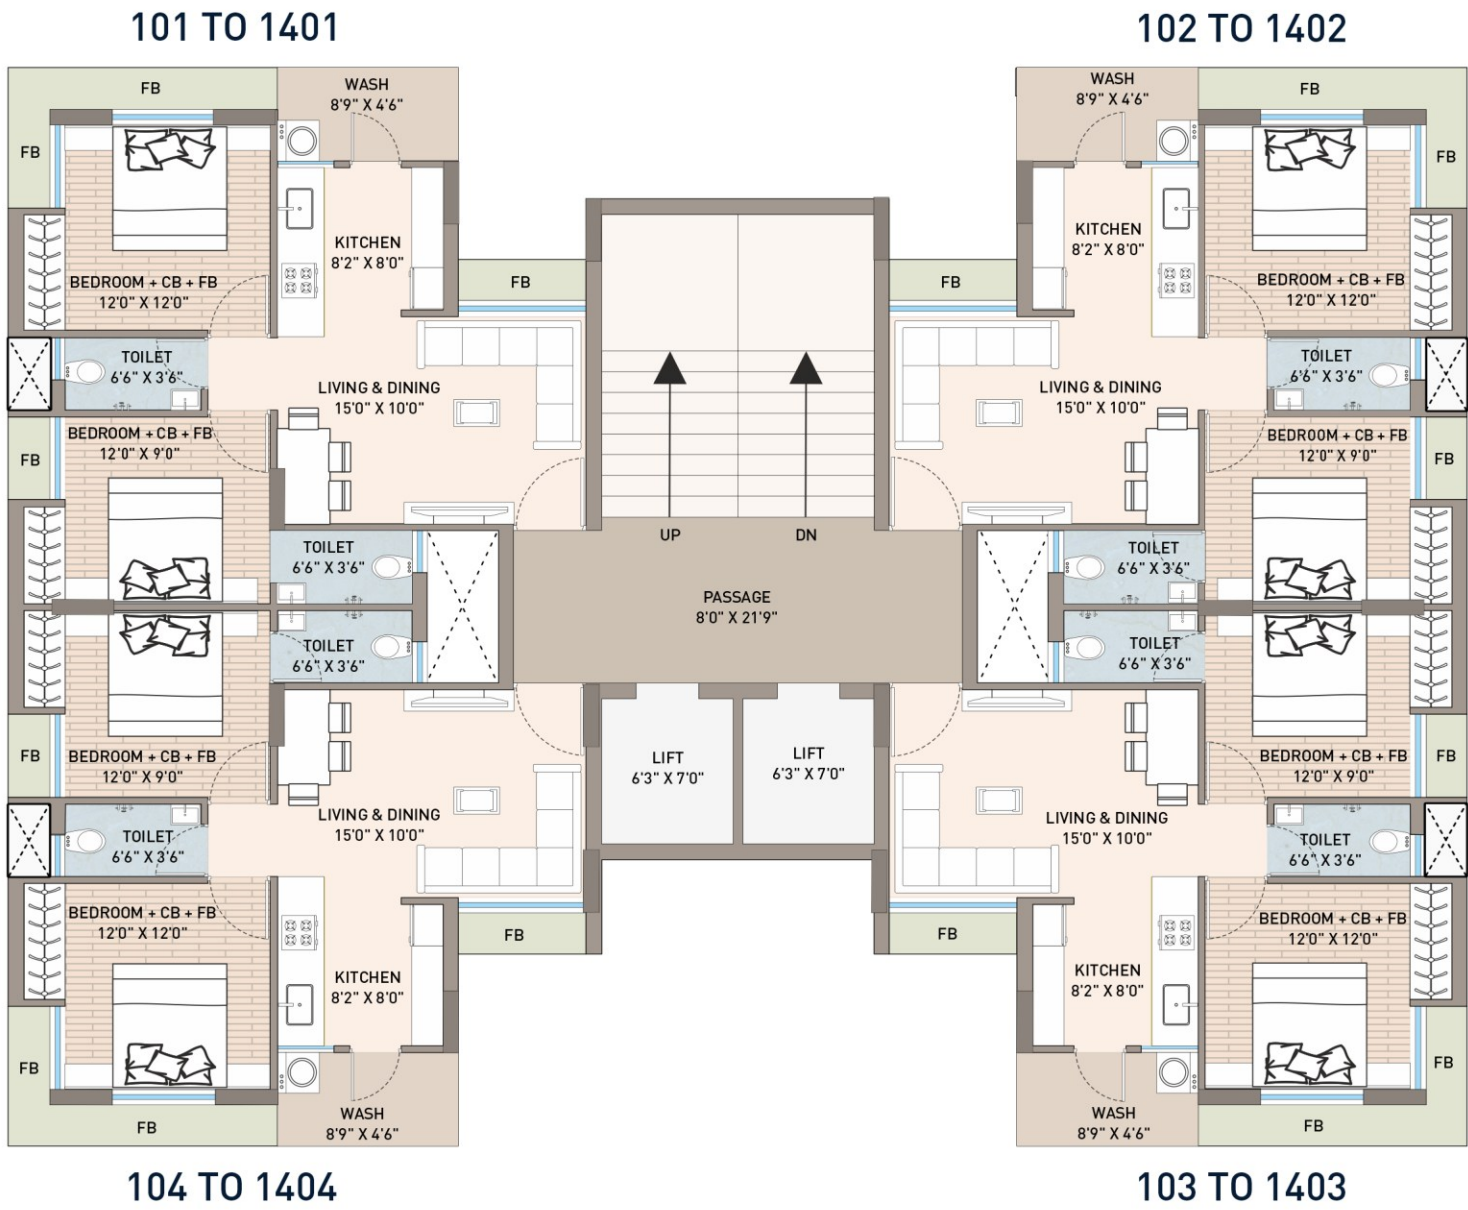 101 TO 1401
102 TO 1402
FB
WASH
8'9" X 4'6"
WASH
8'9" X 4'6"
FB
FB
FB
KITCHEN
8'2" X 8'0"
KITCHEN
8'2" X 8'0"
BEDROOM + CB + FB
12'0" X 12'0"
FB
FB
BEDROOM + CB + FB
12'0" X 12'0"
TOILET
6'6" X 3'6"
LIVING & DINING
15'0" X 10'0"
LIVING & DINING
15'0" X 10'0"
TOILET
6'6" X 3'6"
BEDROOM + CB + FB
12'0" X 9'0"
BEDROOM + CB + FB
12'0" X 9'0"
FB
FB
UP
DN
TOILET
6'6" X 3'6"
TOILET
6'6" X 3'6"
PASSAGE
8'0" X 21'9"
TOILET
6'6" X 3'6"
TOILET
6'6" X 3'6"
FB
BEDROOM + CB + FB
12'0" X 9'0"
LIFT
6'3" X 7'0"
LIFT
6'3" X 7'0"
BEDROOM + CB + FB
12'0" X 9'0"
FB
TOILET
6'6" X 3'6"
LIVING & DINING
15'0" X 10'0"
LIVING & DINING
15'0" X 10'0"
TOILET
6'6" X 3'6"
BEDROOM + CB + FB
12'0" X 12'0"
FB
FB
BEDROOM + CB + FB
12'0" X 12'0"
KITCHEN
8'2" X 8'0"
KITCHEN
8'2" X 8'0"
FB
FB
FB
WASH
8'9" X 4'6"
WASH
8'9" X 4'6"
FB
104 TO 1404
103 TO 1403